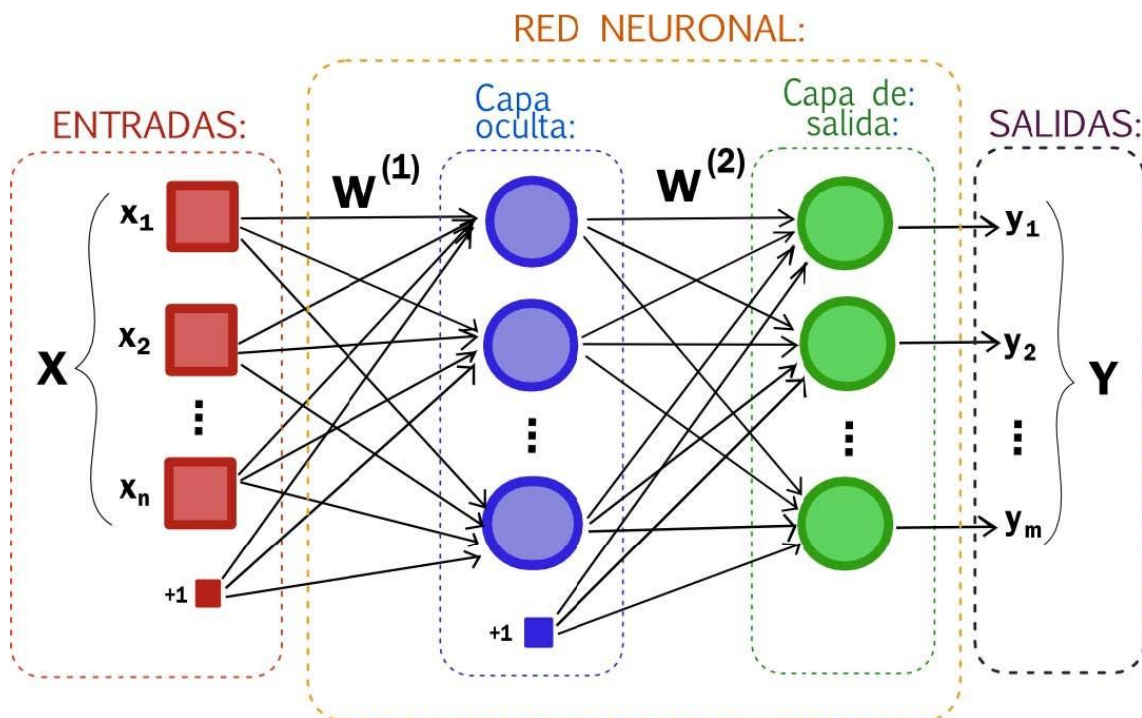 RED NEURONAL:
ENTRADAS:
Capa
oculta:
Capa de:
salida:
SALIDAS:
W(1)
W(2)
x1
x2
xn
X
+1
+1
y1
y2
ym
Y